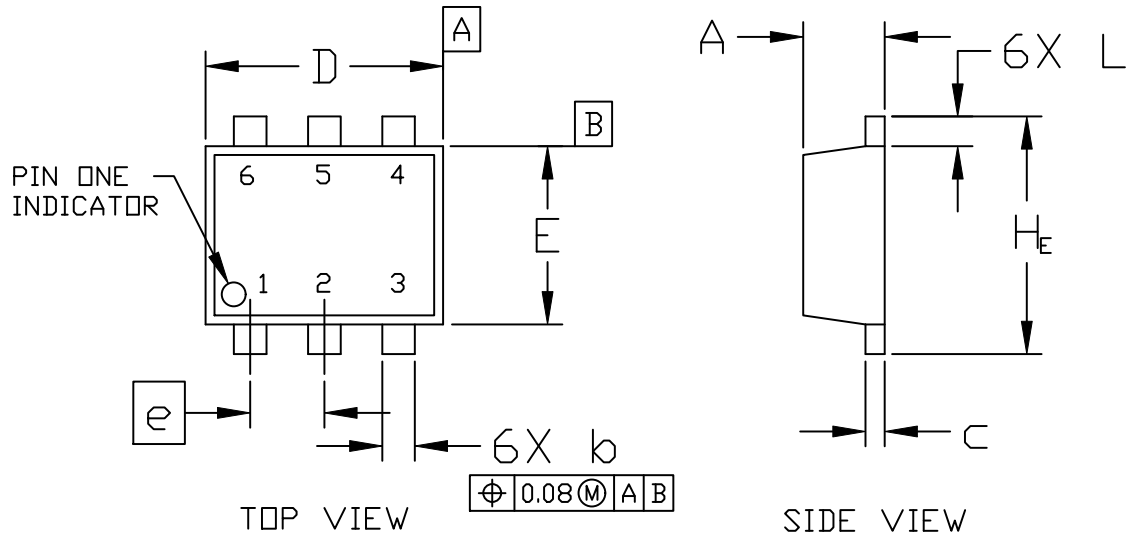 A
D
B
PIN ONE
INDICATOR
6 5 4
E
1 2 3
e
6X b
⌖ 0.08 Ⓜ A B
TOP VIEW
A
6X L
HE
c
SIDE VIEW